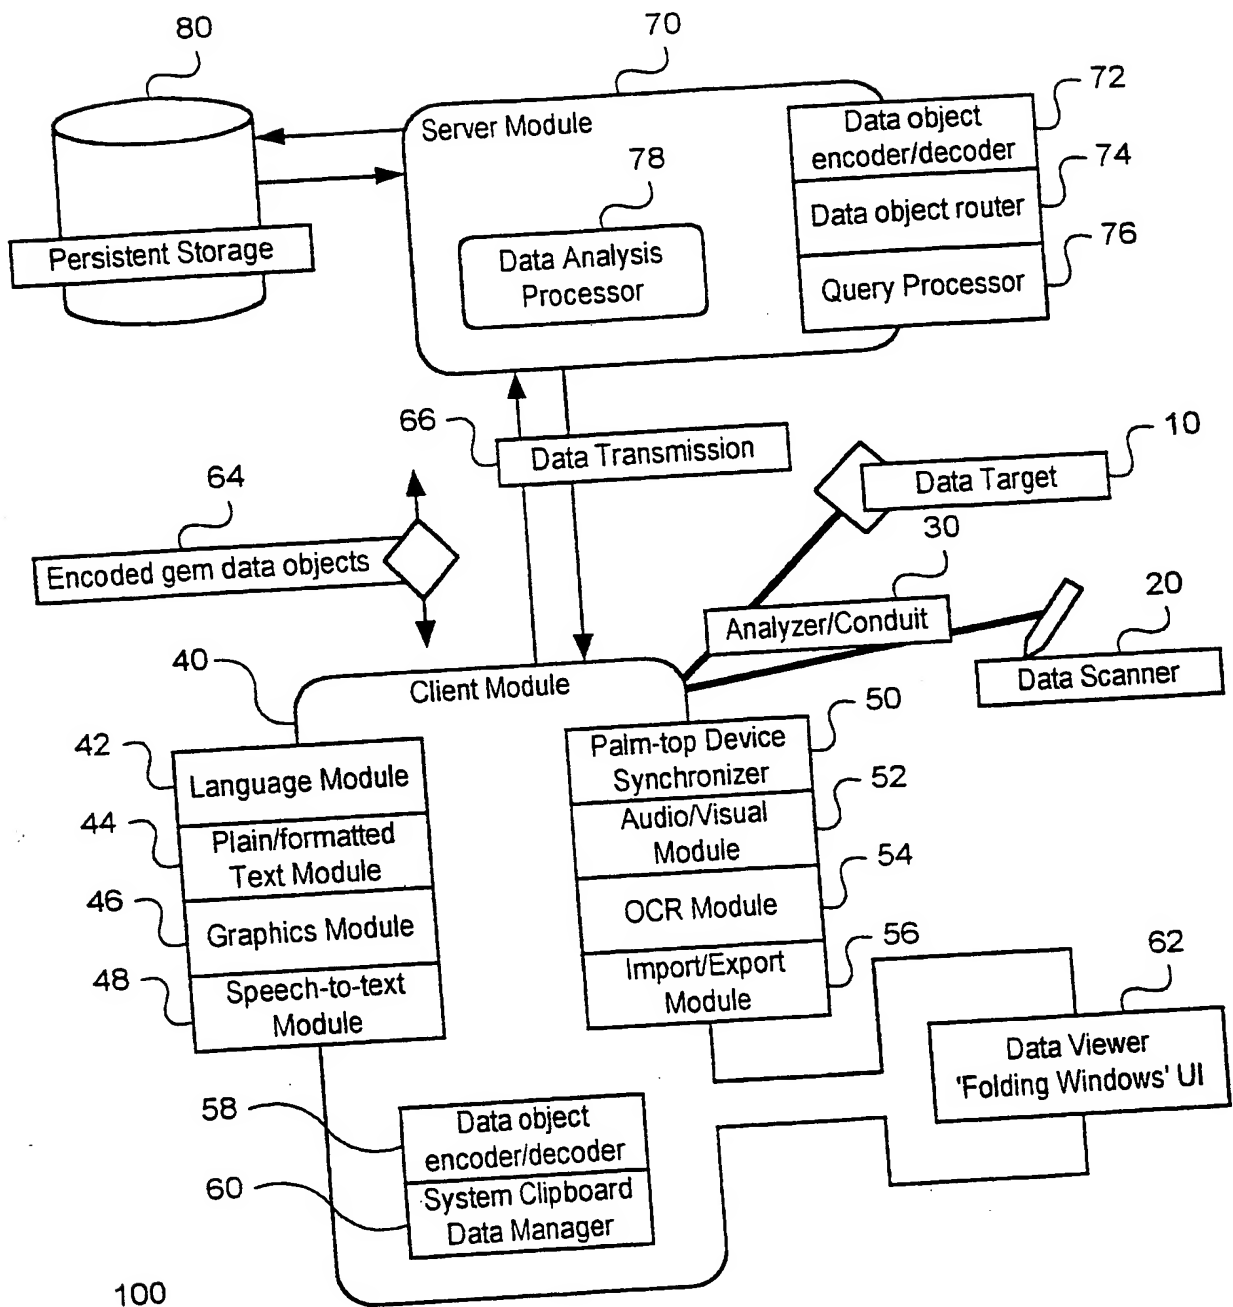 80
70
72
Server Module
Data object
encoder/decoder
74
78
Data object router
Persistent Storage
Data Analysis
Processor
76
Query Processor
66
Data Transmission
10
Data Target
64
Encoded gem data objects
30
Analyzer/Conduit
20
Data Scanner
40
Client Module
50
42
Language Module
Palm-top Device
Synchronizer
52
44
Plain/formatted
Text Module
Audio/Visual
Module
54
46
Graphics Module
OCR Module
56
48
Speech-to-text
Module
Import/Export
Module
62
Data Viewer
'Folding Windows' UI
58
Data object
encoder/decoder
60
System Clipboard
Data Manager
100